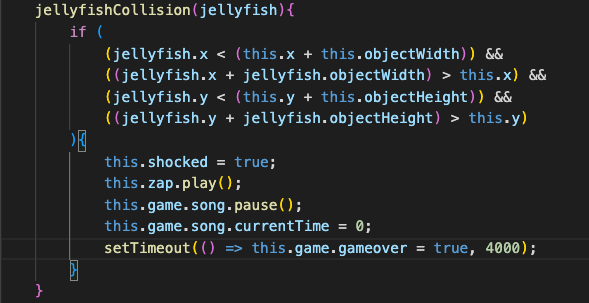 jellyfishCollision(jellyfish){
if (
(jellyfish.x < (this.x + this.objectWidth)) &&
((jellyfish.x + jellyfish.objectWidth) > this.x) &&
(jellyfish.y < (this.y + this.objectHeight)) &&
((jellyfish.y + jellyfish.objectHeight) > this.y)
){
this.shocked = true;
this.zap.play();
this.game.song.pause();
this.game.song.currentTime = 0;
setTimeout(() => this.game.gameover = true, 4000);
}
}